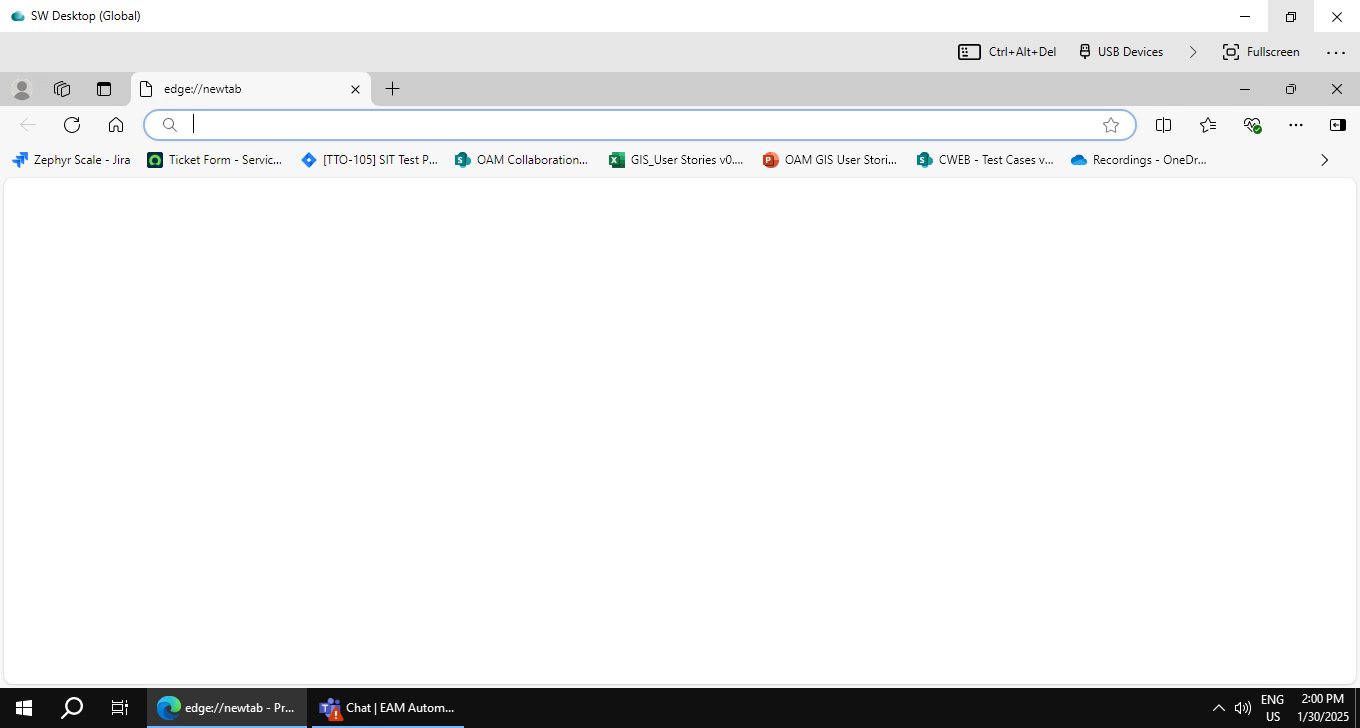 SW Desktop (Global)
Ctrl+Alt+Del
USB Devices
Fullscreen
edge://newtab
Zephyr Scale - Jira
Ticket Form - Servic...
[TTO-105] SIT Test P...
OAM Collaboration...
GIS_User Stories v0....
OAM GIS User Stori...
CWEB - Test Cases v...
Recordings - OneDr...
edge://newtab - Pr...
Chat | EAM Autom...
ENG
US
2:00 PM
1/30/2025